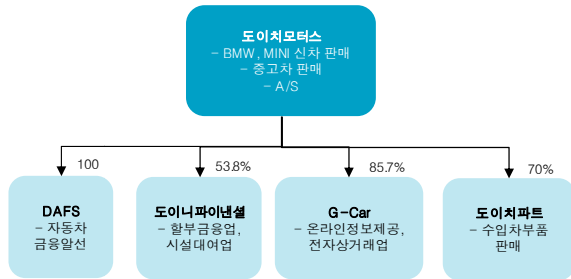 도이치모터스
- BMW, MINI 신차 판매
- 중고차 판매
- A/S
100
53.8%
85.7%
70%
DAFS
- 자동차
금융알선
도이니파이낸셜
- 할부금융업,
시설대여업
G-Car
- 온라인정보제공,
전자상거래업
도이치파트
- 수입차부품
판매